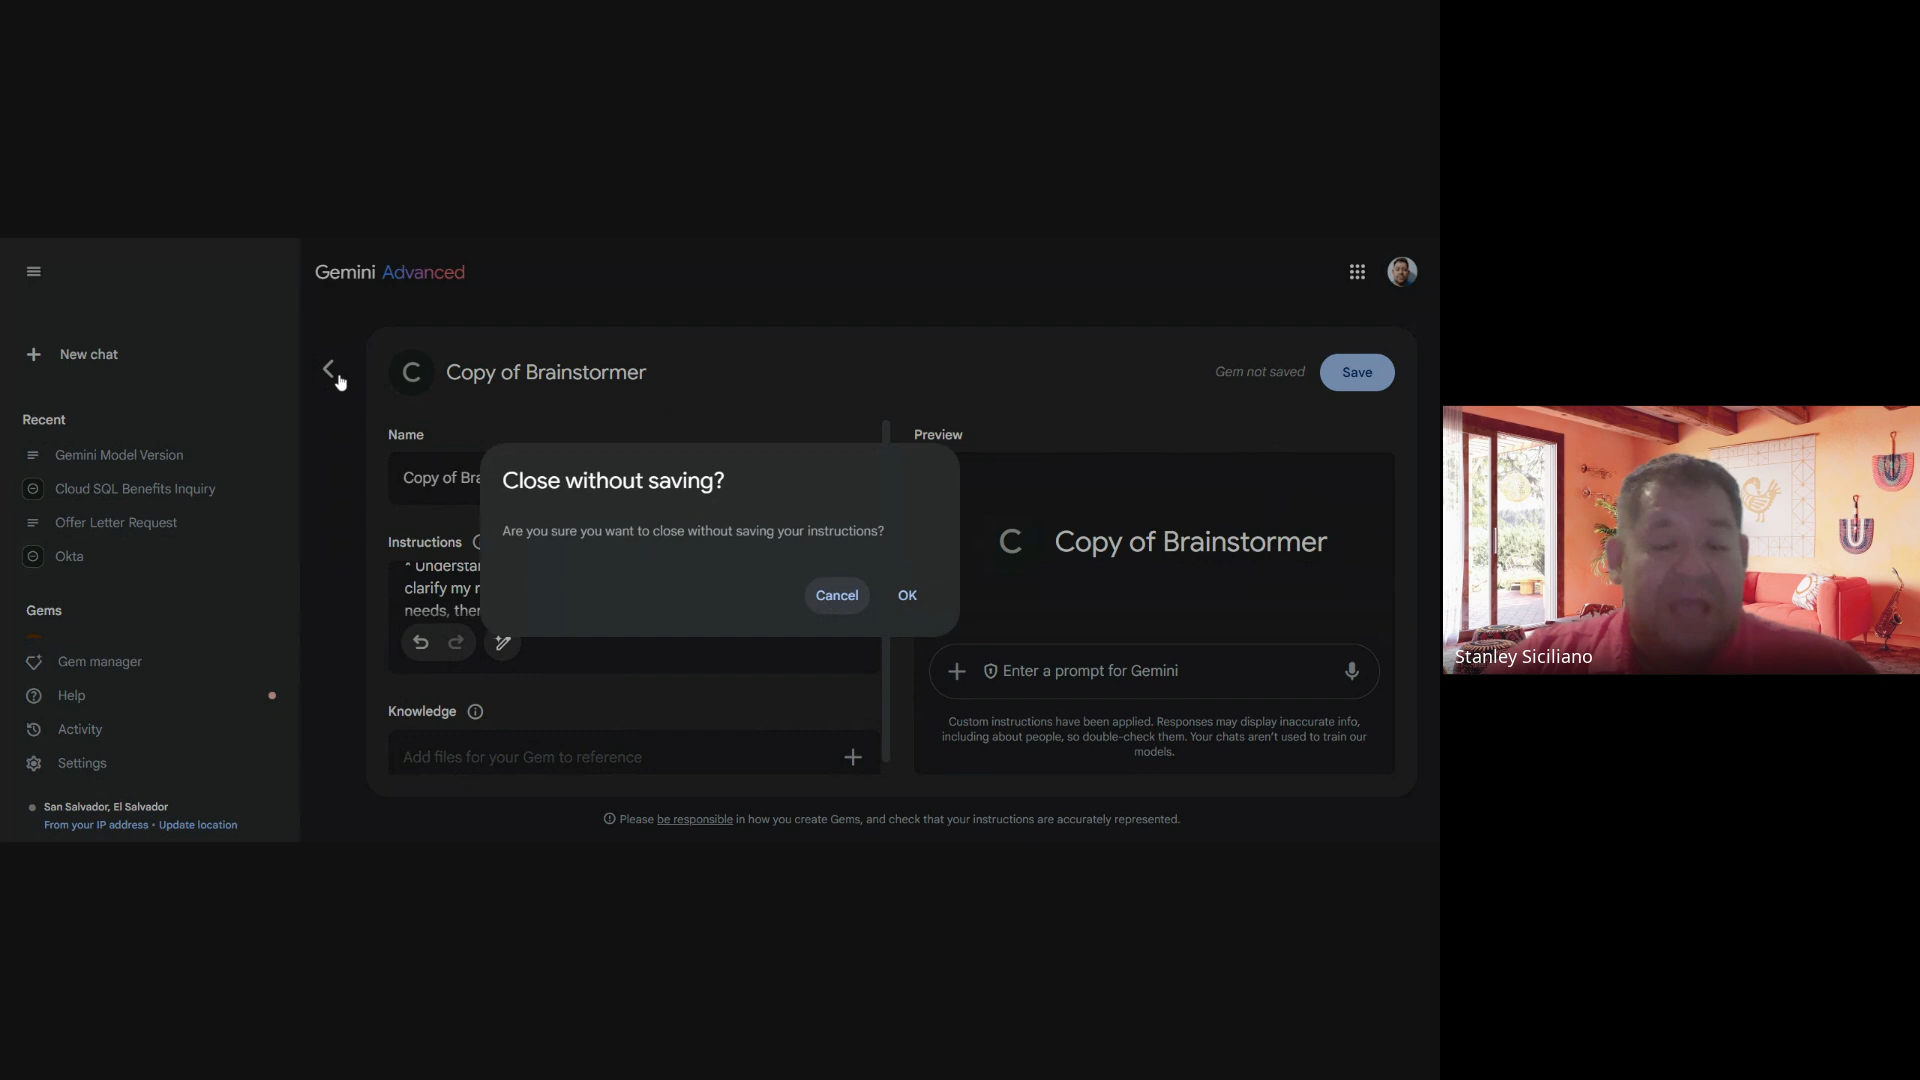 Gemini Advanced
New chat
C Copy of Brainstormer
Gem not saved
Save
Recent
Gemini Model Version
Cloud SQL Benefits Inquiry
Offer Letter Request
Okta
Name
Copy of Bra
Instructions
* Understan
clarify my r
needs, ther
Knowledge
Add files for your Gem to reference
Close without saving?
Are you sure you want to close without saving your instructions?
Cancel
OK
Preview
C Copy of Brainstormer
Enter a prompt for Gemini
Custom instructions have been applied. Responses may display inaccurate info,
including about people, so double-check them. Your chats aren't used to train our
models.
Gems
Gem manager
Help
Activity
Settings
San Salvador, El Salvador
From your IP address • Update location
Please be responsible in how you create Gems, and check that your instructions are accurately represented.
Stanley Siciliano